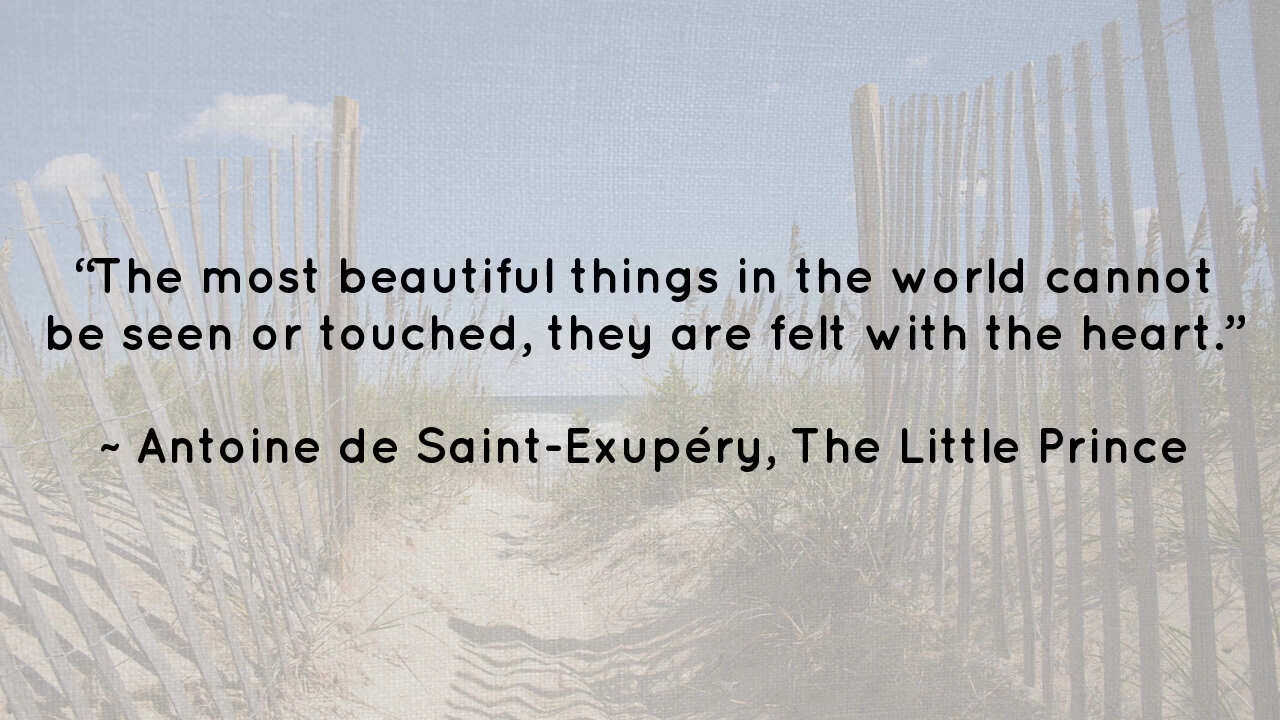 “The most beautiful things in the world cannot
be seen or touched, they are felt with the heart.”
~ Antoine de Saint-Exupéry, The Little Prince